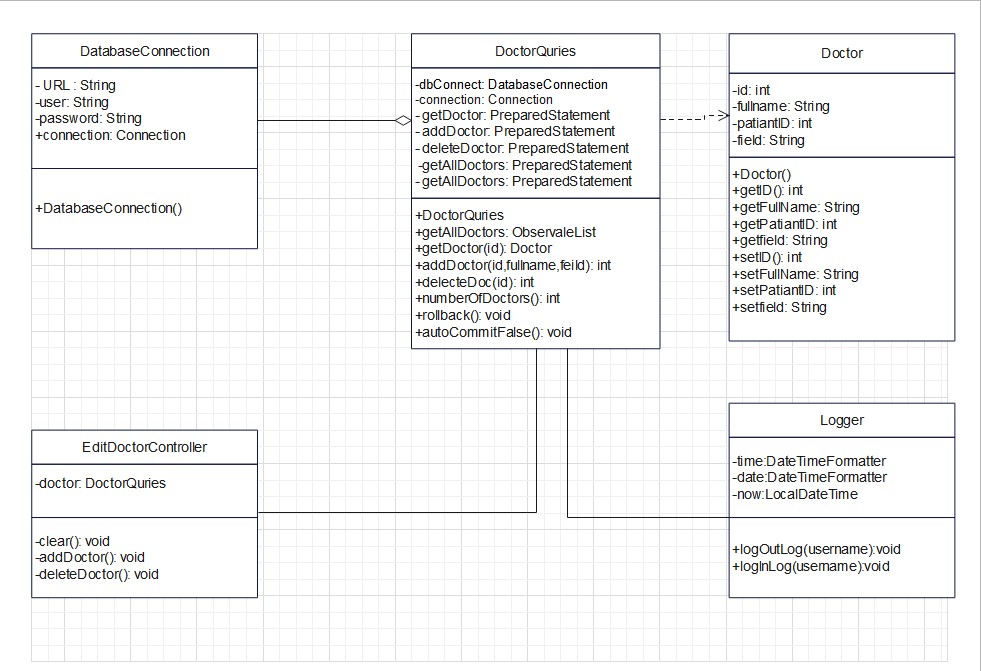 DatabaseConnection
- URL : String
-user: String
-password: String
+connection: Connection
+DatabaseConnection()
DoctorQuries
-dbConnect: DatabaseConnection
-connection: Connection
-getDoctor: PreparedStatement
-addDoctor: PreparedStatement
-deleteDoctor: PreparedStatement
-getAllDoctors: PreparedStatement
-getAllDoctors: PreparedStatement
+DoctorQuries
+getAllDoctors: ObservaleList
+getDoctor(id): Doctor
+addDoctor(id,fullname,feild): int
+delecteDoc(id): int
+numberOfDoctors(): int
+rollback(): void
+autoCommitFalse(): void
Doctor
-id: int
-fullname: String
-patiantID: int
-field: String
+Doctor()
+getID(): int
+getFullName: String
+getPatiantID: int
+getfield: String
+setID(): int
+setFullName: String
+setPatiantID: int
+setfield: String
EditDoctorController
-doctor: DoctorQuries
-clear(): void
-addDoctor(): void
-deleteDoctor(): void
Logger
-time:DateTimeFormatter
-date:DateTimeFormatter
-now:LocalDateTime
+logOutLog(username):void
+logInLog(username):void